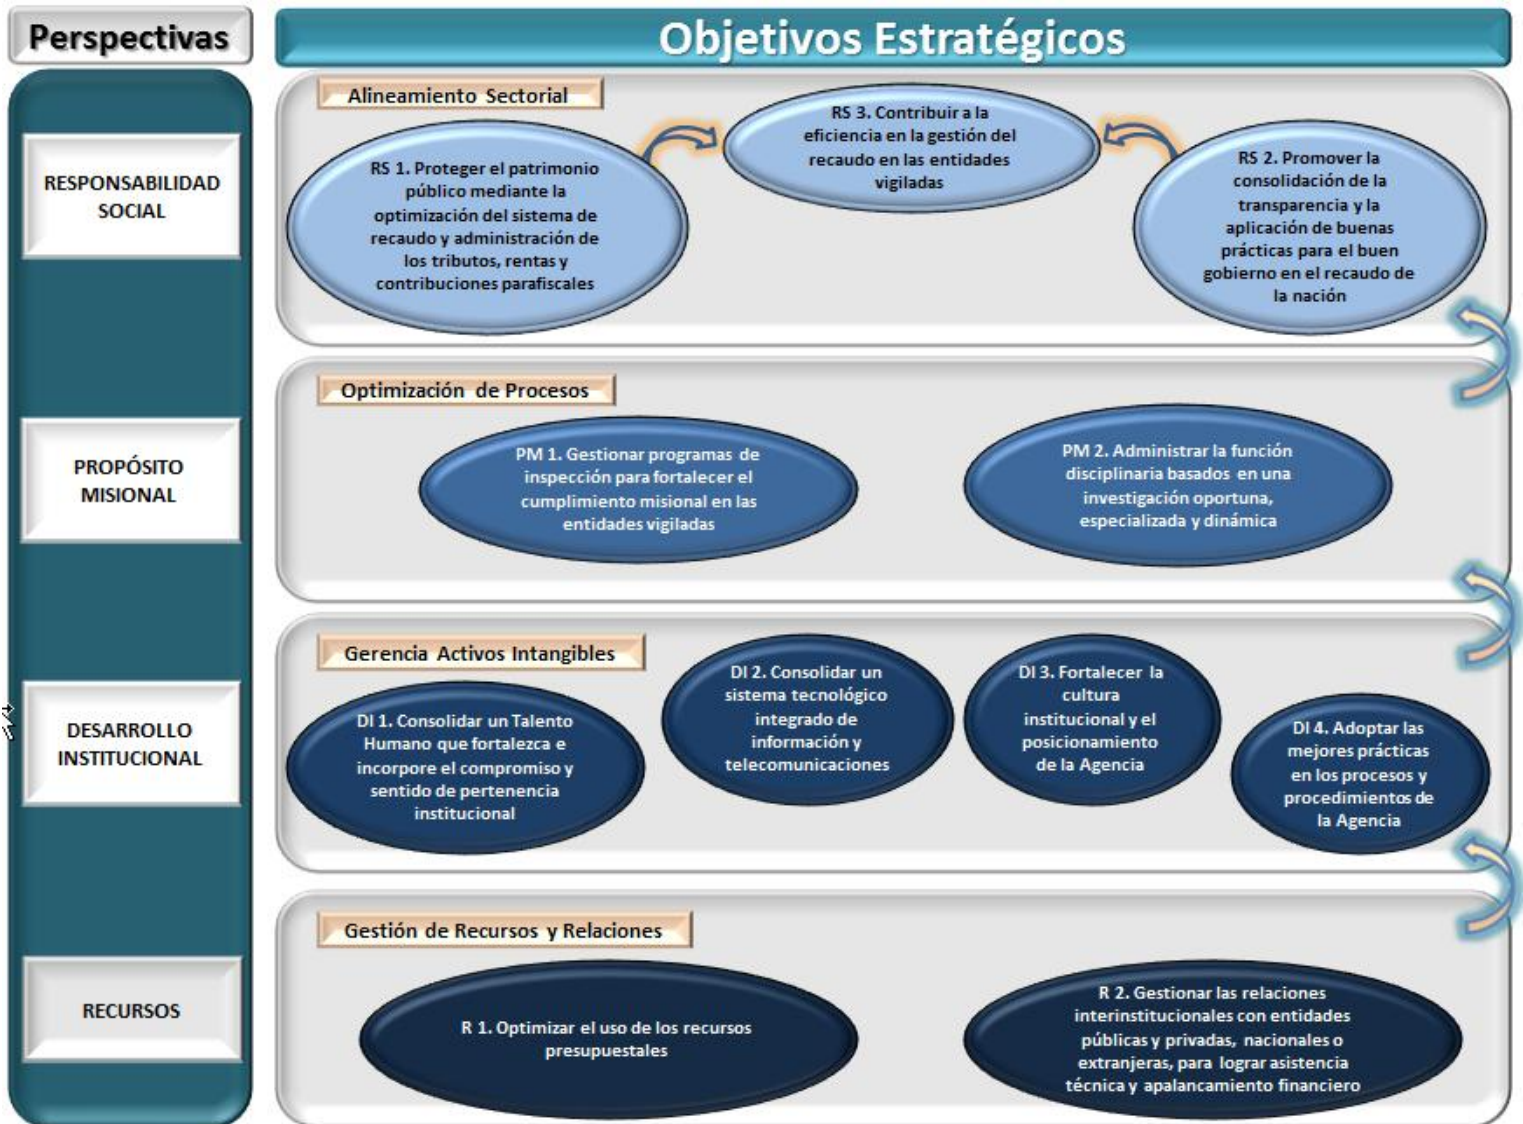 Perspectivas
Objetivos Estratégicos
RESPONSABILIDAD
SOCIAL
Alineamiento Sectorial
RS 1. Proteger el patrimonio
público mediante la
optimización del sistema de
recaudo y administración de
los tributos, rentas y
contribuciones parafiscales
RS 3. Contribuir a la
eficiencia en la gestión del
recaudo en las entidades
vigiladas
RS 2. Promover la
consolidación de la
transparencia y la
aplicación de buenas
prácticas para el buen
gobierno en el recaudo de
la nación
PROPÓSITO
MISIONAL
Optimización de Procesos
PM 1. Gestionar programas de
inspección para fortalecer el
cumplimiento misional en las
entidades vigiladas
PM 2. Administrar la función
disciplinaria basados en una
investigación oportuna,
especializada y dinámica
DESARROLLO
INSTITUCIONAL
Gerencia Activos Intangibles
DI 1. Consolidar un Talento
Humano que fortalezca e
incorpore el compromiso y
sentido de pertenencia
institucional
DI 2. Consolidar un
sistema tecnológico
integrado de
información y
telecomunicaciones
DI 3. Fortalecer la
cultura
institucional y el
posicionamiento
de la Agencia
DI 4. Adoptar las
mejores prácticas
en los procesos y
procedimientos de
la Agencia
RECURSOS
Gestión de Recursos y Relaciones
R 1. Optimizar el uso de los recursos
presupuestales
R 2. Gestionar las relaciones
interinstitucionales con entidades
públicas y privadas, nacionales o
extranjeras, para lograr asistencia
técnica y apalancamiento financiero